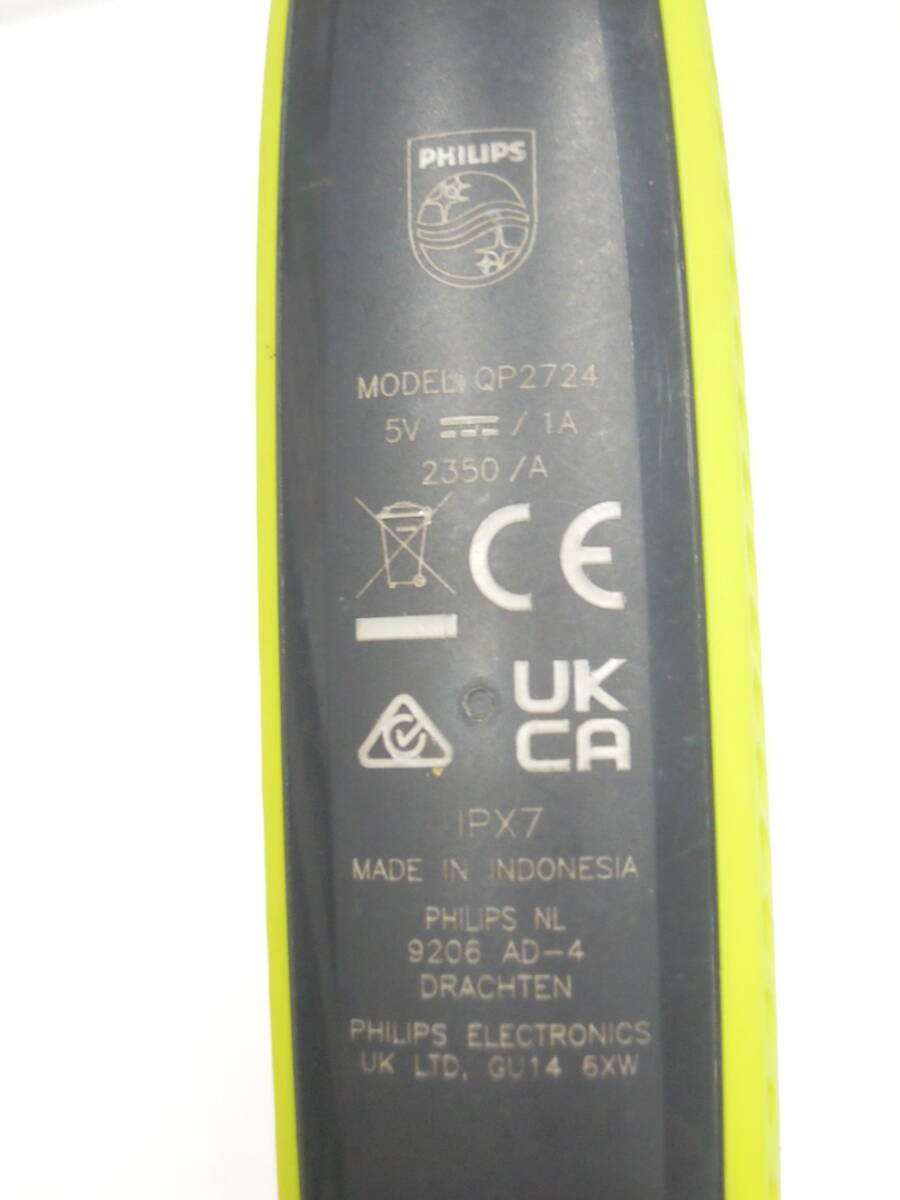 PHILIPS
MODEL QP2724
5V ⎓ / 1A
2350 /A
CE
UK
CA
IPX7
MADE IN INDONESIA
PHILIPS NL
9206 AD-4
DRACHTEN
PHILIPS ELECTRONICS
UK LTD, GU14 6XW